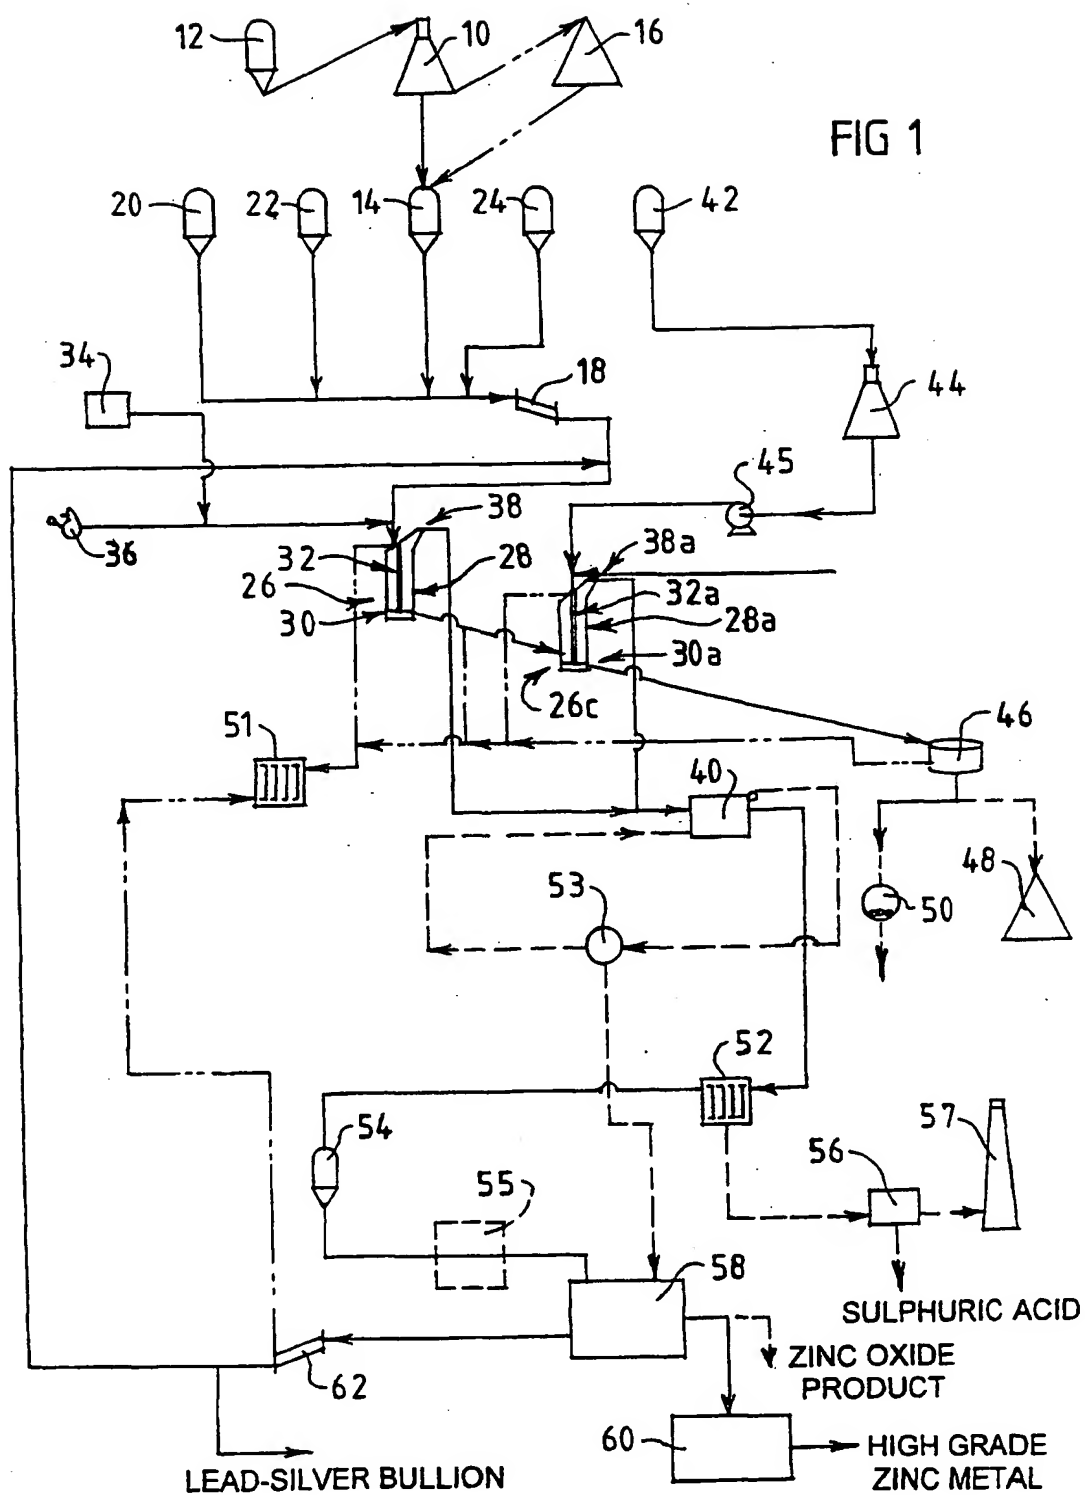 12
10
16
FIG 1
20
22
14
24
42
34
18
44
45
36
38
38a
32
28
26
30
32a
28a
30a
26c
51
46
40
48
50
53
52
54
57
56
55
58
SULPHURIC ACID
ZINC OXIDE
PRODUCT
62
60
HIGH GRADE
ZINC METAL
LEAD-SILVER BULLION